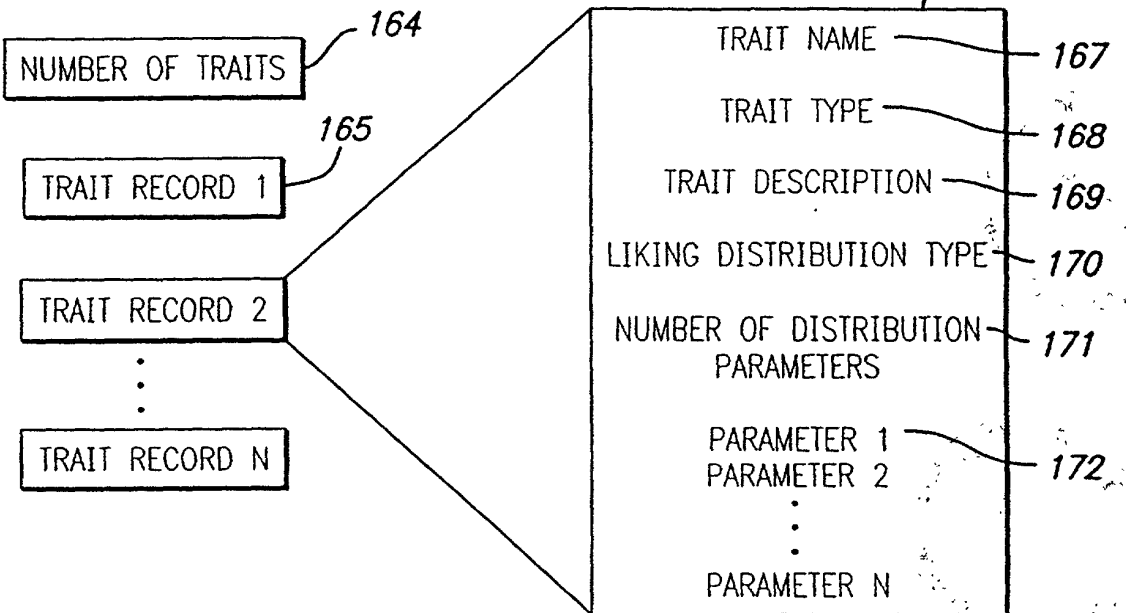 164
NUMBER OF TRAITS
165
TRAIT RECORD 1
TRAIT RECORD 2
TRAIT RECORD N
TRAIT NAME 167
TRAIT TYPE 168
TRAIT DESCRIPTION 169
LIKING DISTRIBUTION TYPE 170
NUMBER OF DISTRIBUTION 171
PARAMETERS
PARAMETER 1
172
PARAMETER 2
PARAMETER N